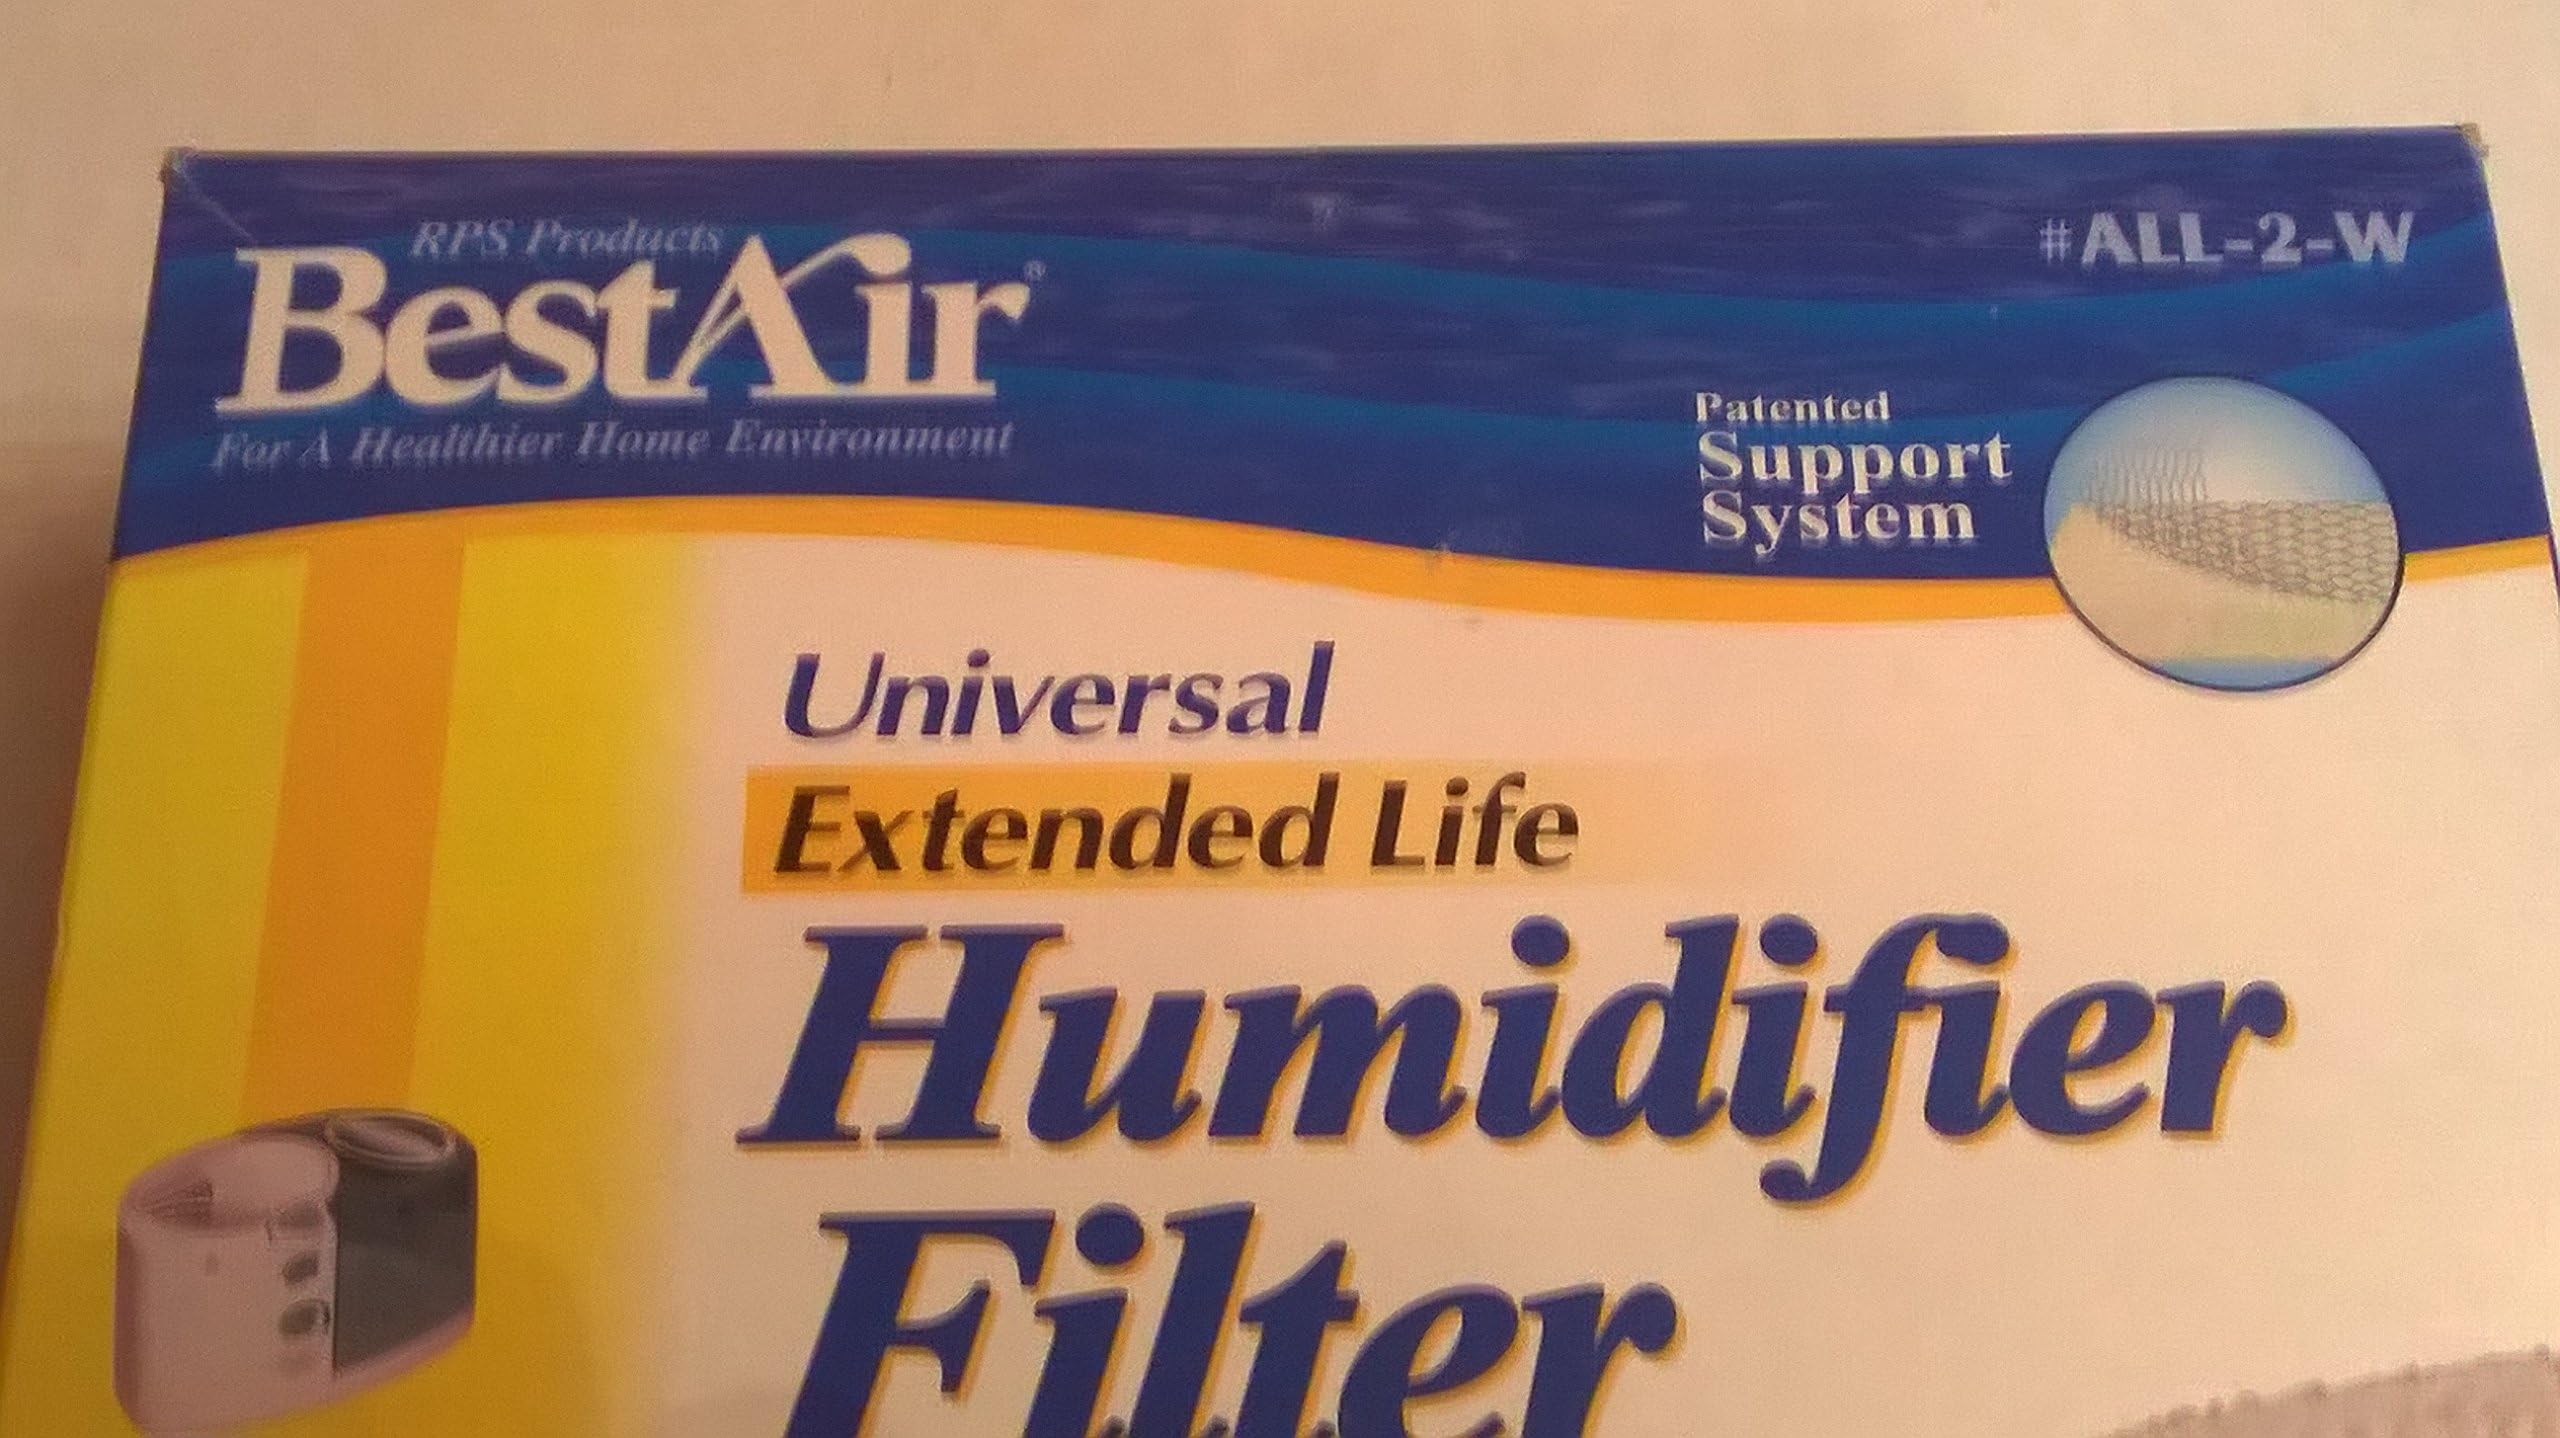 RPS Products
BestAir®
For A Healthier Home Environment
#ALL-2-W
Patented
Support
System
Universal
Extended Life
Humidifier
Filter